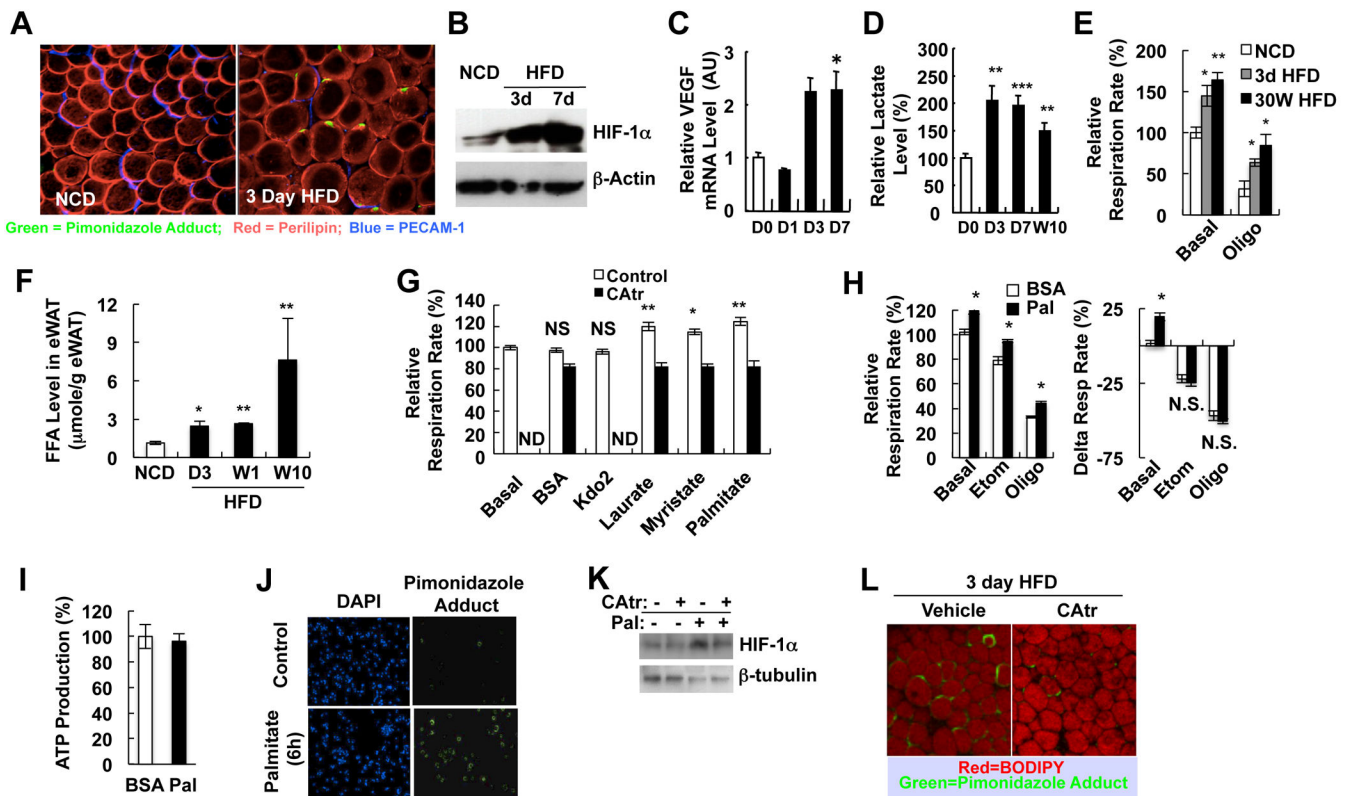 A
NCD
3 Day HFD
Green = Pimonidazole Adduct; Red = Perilipin; Blue = PECAM-1
B
HFD
NCD 3d 7d
HIF-1α
β-Actin
C
Relative VEGF
mRNA Level (AU)
3
2
1
0
*
D0 D1 D3 D7
D
Relative Lactate
Level (%)
300
250
200
150
100
50
0
** *** **
D0 D3 D7 W10
E
Relative
Respiration Rate (%)
200
150
100
50
0
* ** * *
NCD
3d HFD
30W HFD
Basal
Oligo
F
FFA Level in eWAT
(μmole/g eWAT)
12
9
6
3
0
* ** **
NCD D3 W1 W10
HFD
G
Relative
Respiration Rate (%)
140
120
100
80
60
40
20
0
Control
CAtr
NS NS ** * **
ND ND
Basal
BSA
Kdo2
Laurate
Myristate
Palmitate
H
Relative
Respiration Rate (%)
120
100
80
60
40
20
0
BSA
Pal
* * *
Basal
Etom
Oligo
Delta Resp Rate (%)
25
-25
-75
*
N.S.
N.S.
Basal
Etom
Oligo
I
ATP Production (%)
120
100
80
60
40
20
0
BSA Pal
J
DAPI
Pimonidazole
Adduct
Control
Palmitate
(6h)
K
CAtr: - + - +
Pal: - - + +
HIF-1α
β-tubulin
L
3 day HFD
Vehicle CAtr
Red=BODIPY
Green=Pimonidazole Adduct